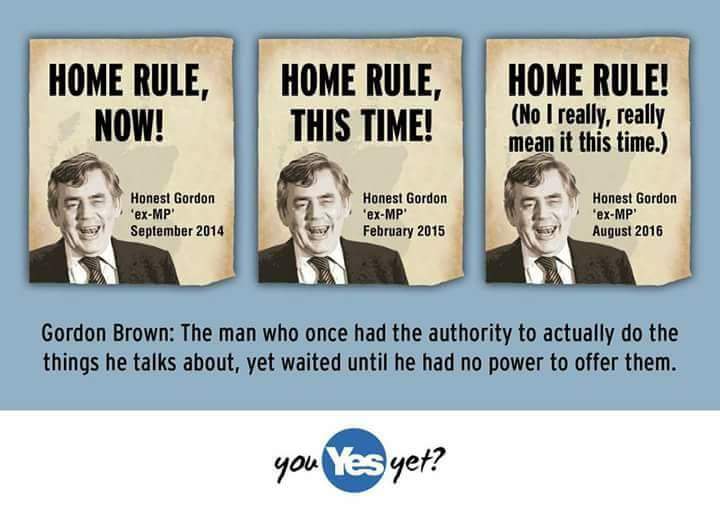 HOME RULE,
NOW!
Honest Gordon
'ex-MP'
September 2014
HOME RULE,
THIS TIME!
Honest Gordon
'ex-MP'
February 2015
HOME RULE!
(No I really, really
mean it this time.)
Honest Gordon
'ex-MP'
August 2016
Gordon Brown: The man who once had the authority to actually do the
things he talks about, yet waited until he had no power to offer them.
you Yes yet?